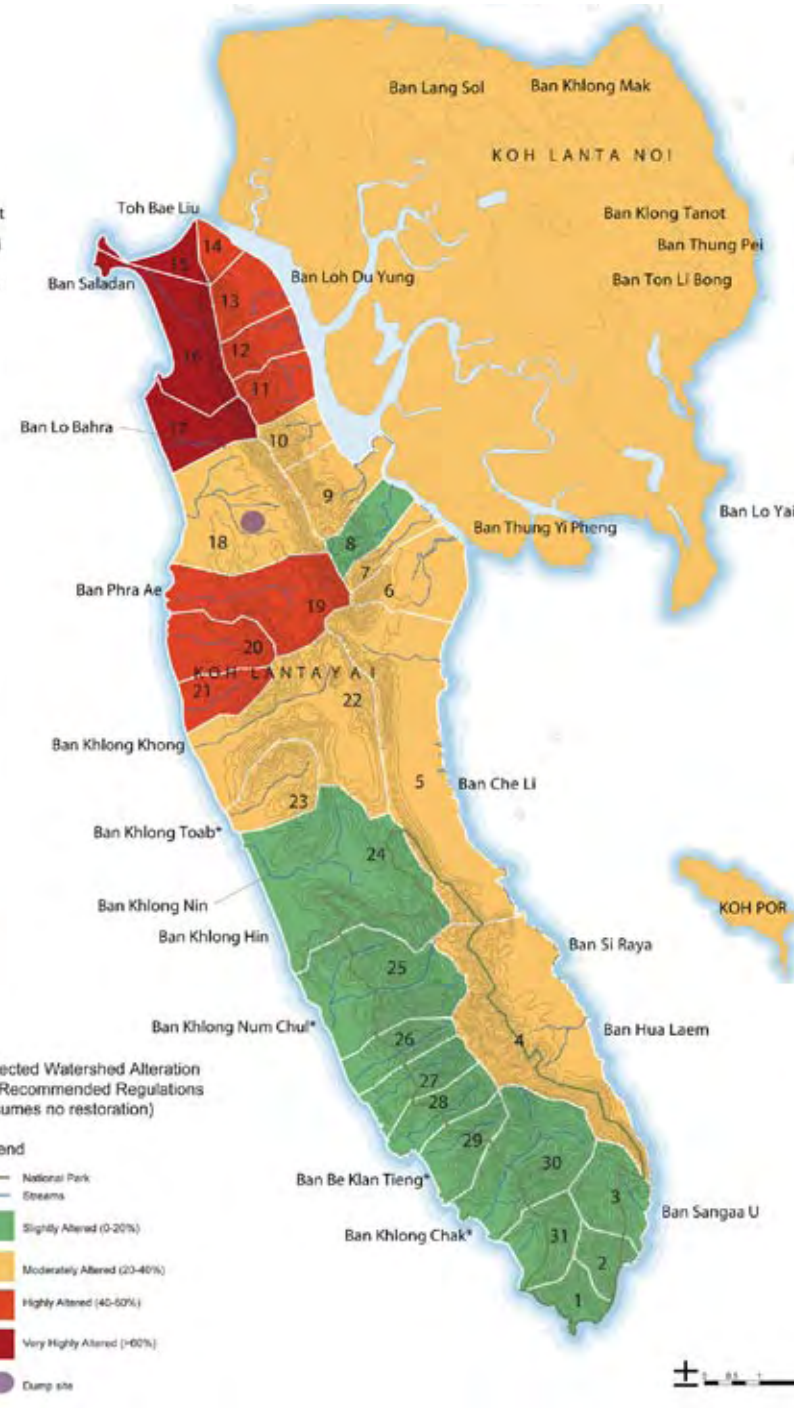 Ban Lang Sol
Ban Khlong Mak
KOH LANTA NOI
t
Toh Bae Liu
Ban Klong Tanot
i
14
Ban Thung Pei
15
Ban Saladan
Ban Loh Du Yung
Ban Ton Li Bong
13
12
16
11
Ban Lo Bahra
17
10
9
Ban Lo Yai
Ban Thung Yi Pheng
18
8
7
6
Ban Phra Ae
19
20
KOH LANTA YAI
21
22
Ban Khlong Khong
5
Ban Che Li
23
Ban Khlong Toab*
24
Ban Khlong Nin
KOH POR
Ban Khlong Hin
Ban Si Raya
25
Ban Khlong Num Chul*
Ban Hua Laem
26
4
ected Watershed Alteration
Recommended Regulations
umes no restoration)
27
28
29
end
30
National Park
Ban Be Klan Tieng*
Streams
3
Ban Sangaa U
Slightly Altered (0-20%)
Ban Khlong Chak*
31
2
Moderately Altered (20-40%)
1
Highly Altered (40-60%)
Very Highly Altered (>60%)
Dump site
0 0.5 1